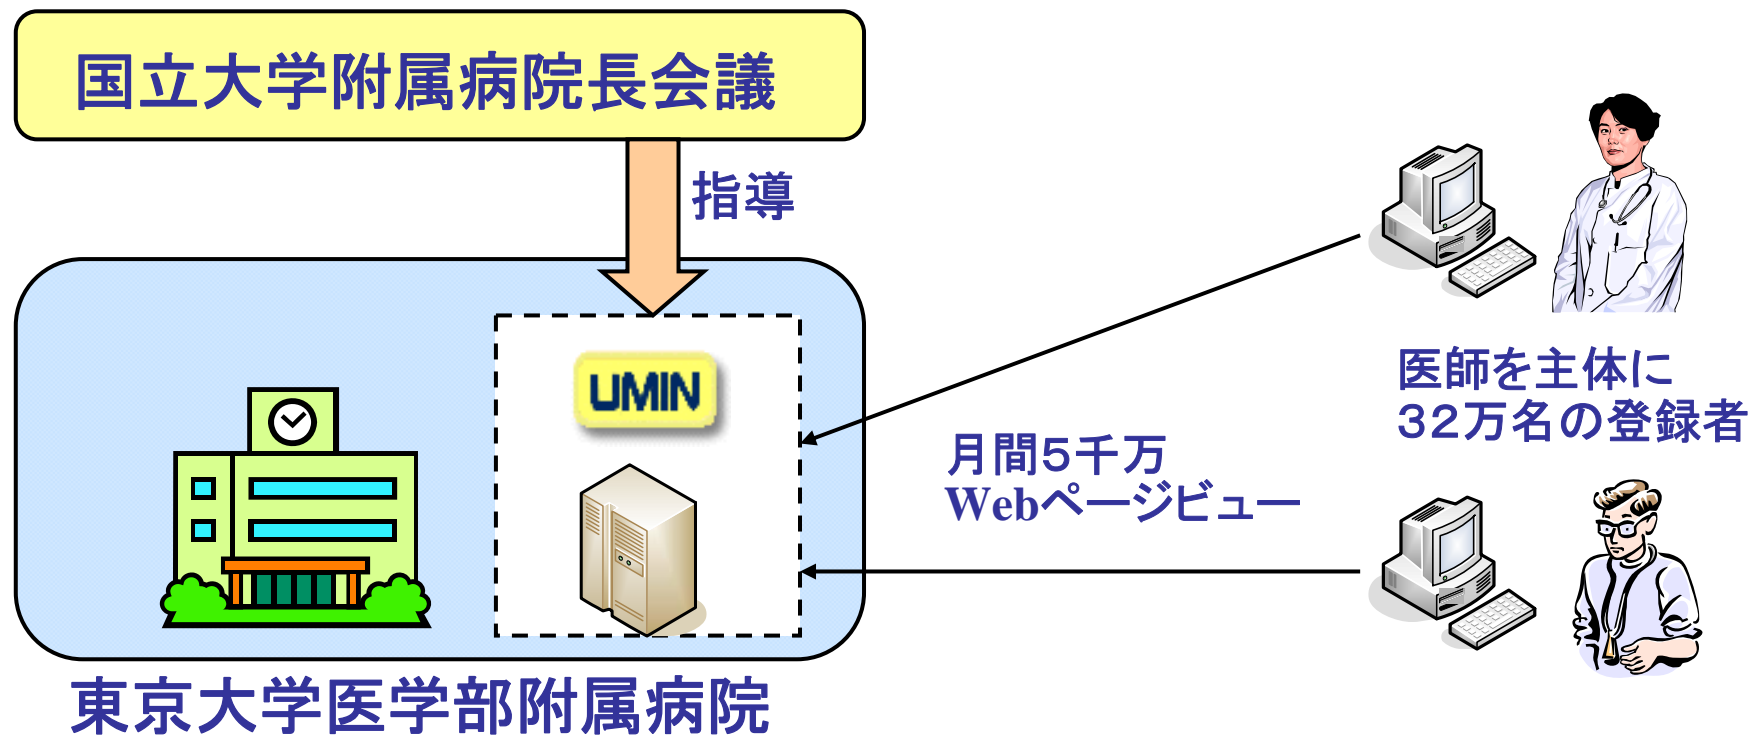 国立大学附属病院長会議
指導
UMIN
医師を主体に
32万名の登録者
月間5千万
Webページビュー
東京大学医学部附属病院